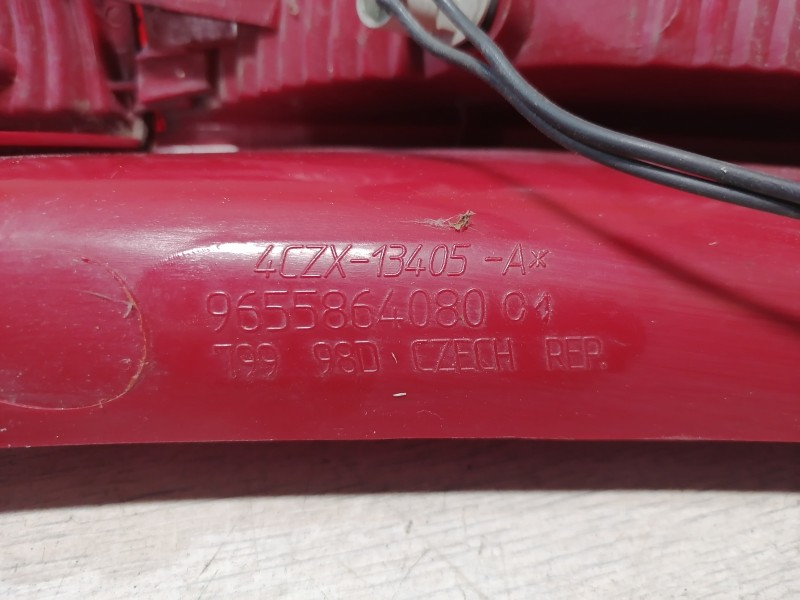 4CZX-13405-A*
9655864080 01
T99 98D CZECH REP.